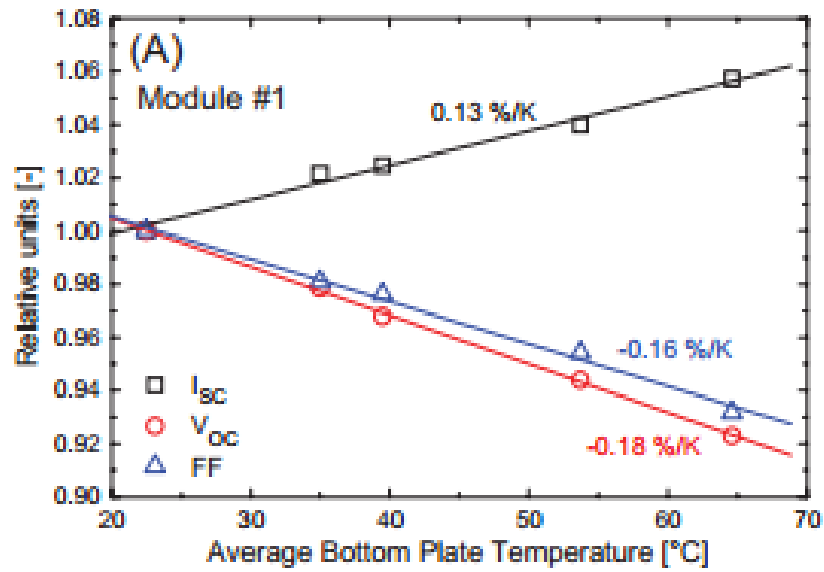 (A)
Module #1
1.08
1.06
1.04
1.02
1.00
0.98
0.96
0.94
0.92
0.90
Relative units [-]
0.13 %/K
-0.16 %/K
-0.18 %/K
I_SC
V_OC
FF
20 30 40 50 60 70
Average Bottom Plate Temperature [°C]